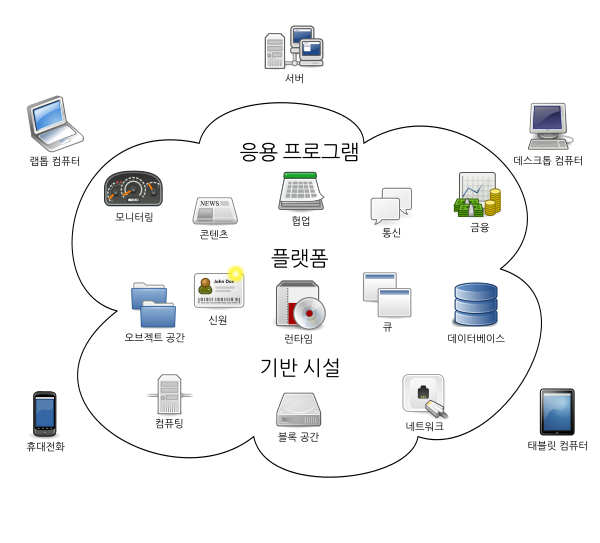 서버
랩톱 컴퓨터
데스크톱 컴퓨터
응용 프로그램
모니터링
NEWS
콘텐츠
협업
통신
금융
플랫폼
John Doe
신원
오브젝트 공간
런타임
큐
데이터베이스
기반 시설
컴퓨팅
블록 공간
네트워크
휴대전화
태블릿 컴퓨터